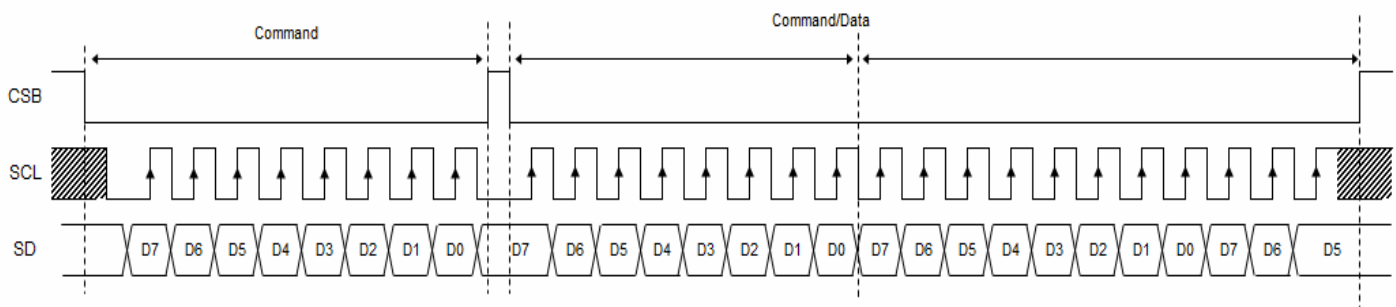 Command
Command/Data
CSB
SCL
SD
D7 D6 D5 D4 D3 D2 D1 D0 D7 D6 D5 D4 D3 D2 D1 D0 D7 D6 D5 D4 D3 D2 D1 D0 D7 D6 D5